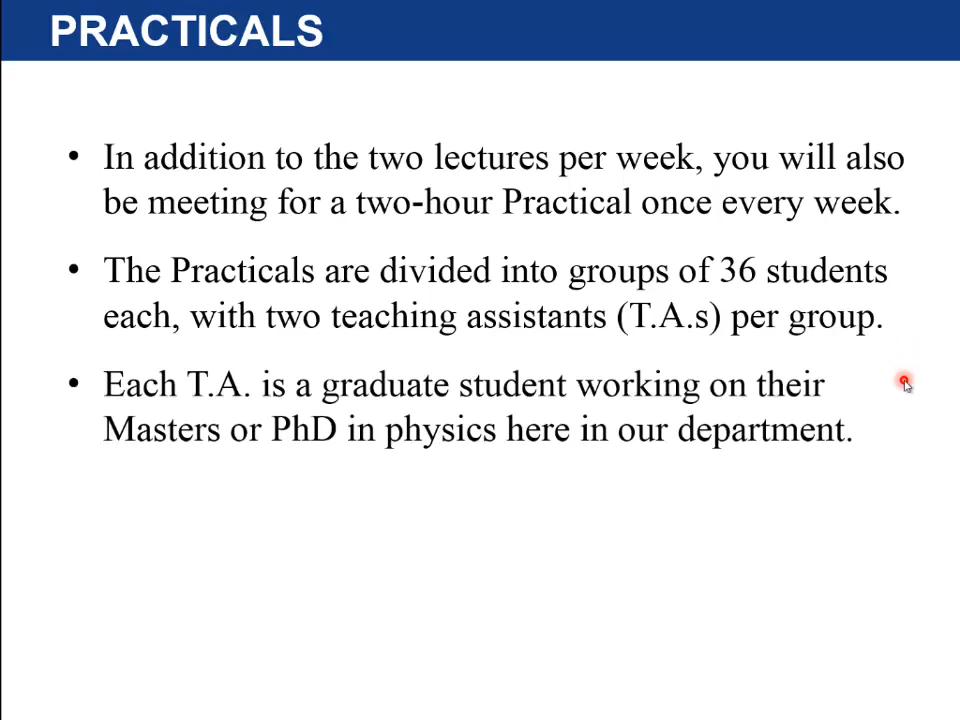 PRACTICALS
• In addition to the two lectures per week, you will also
be meeting for a two-hour Practical once every week.
• The Practicals are divided into groups of 36 students
each, with two teaching assistants (T.A.s) per group.
• Each T.A. is a graduate student working on their
Masters or PhD in physics here in our department.